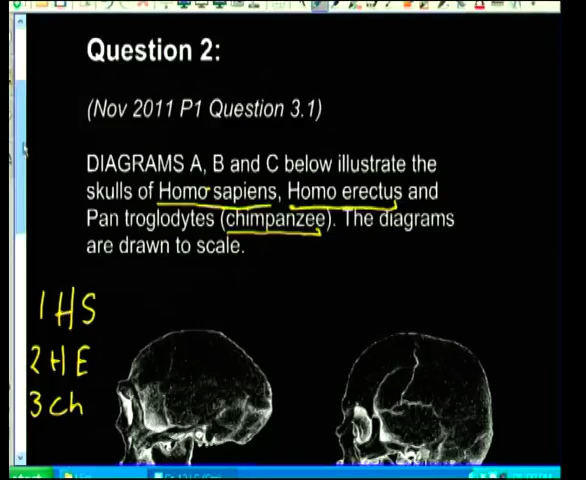 Question 2:
(Nov 2011 P1 Question 3.1)
DIAGRAMS A, B and C below illustrate the
skulls of Homo sapiens, Homo erectus and
Pan troglodytes (chimpanzee). The diagrams
are drawn to scale.
1 HS
2 H E
3 ch